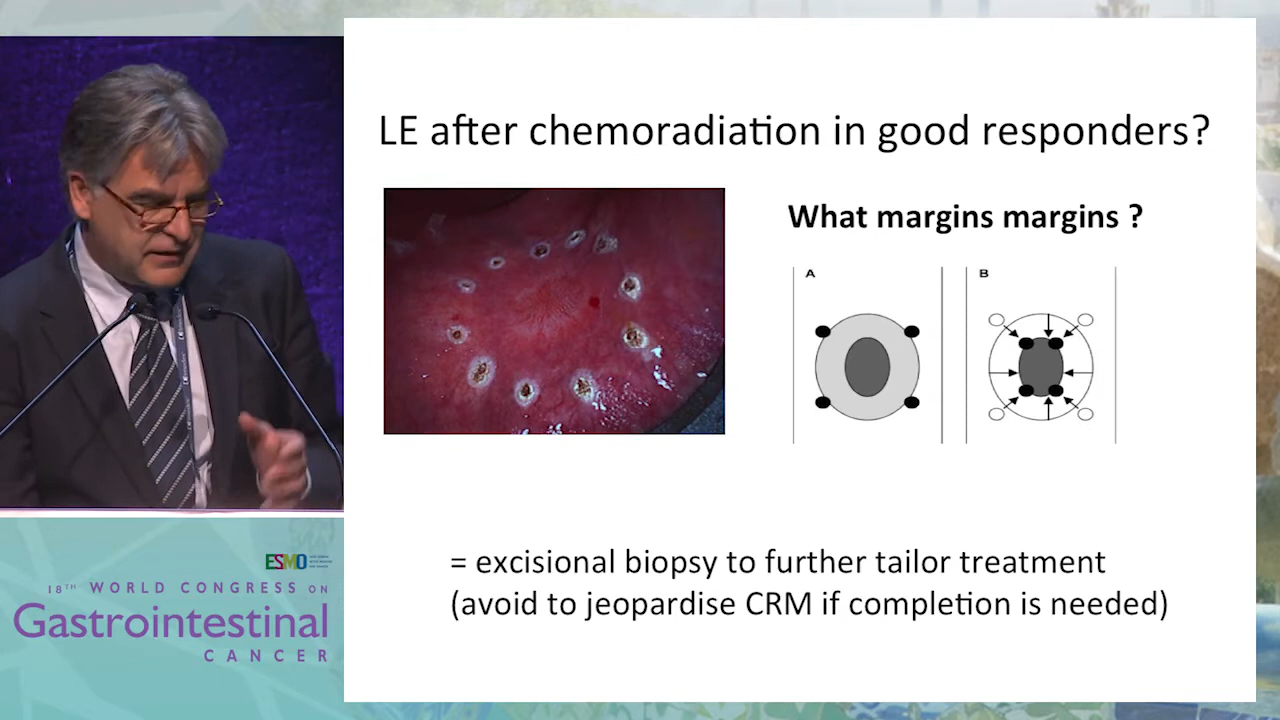 LE after chemoradiation in good responders?
What margins margins ?
A
B
= excisional biopsy to further tailor treatment
(avoid to jeopardise CRM if completion is needed)
ESMO
18TH WORLD CONGRESS ON
Gastrointestinal
CANCER